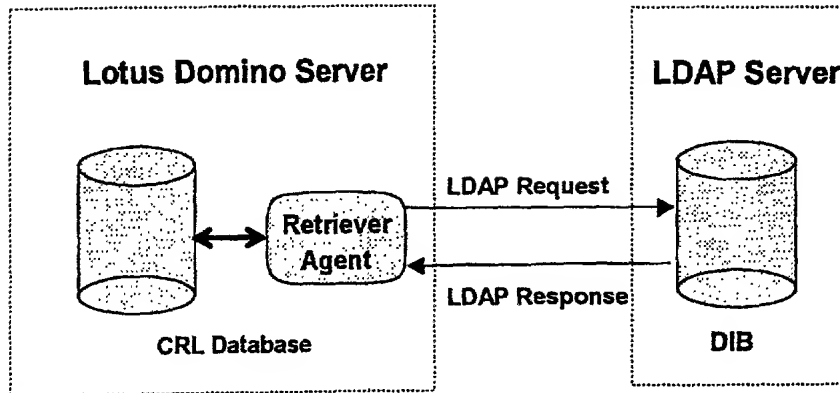 Lotus Domino Server
LDAP Server
LDAP Request
Retriever
Agent
LDAP Response
CRL Database
DIB